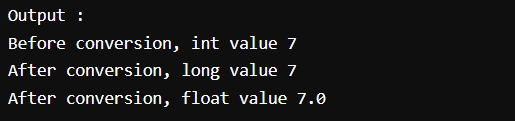 Output :
Before conversion, int value 7
After conversion, long value 7
After conversion, float value 7.0